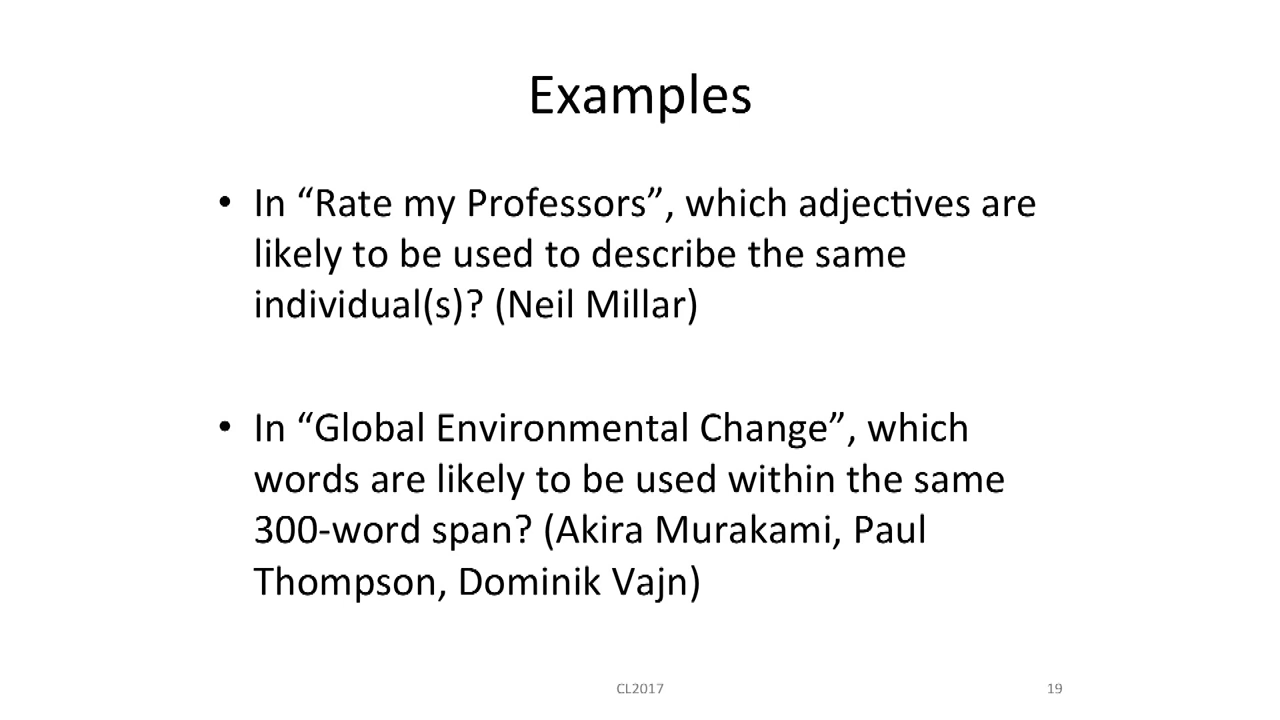 Examples
• In “Rate my Professors”, which adjectives are
likely to be used to describe the same
individual(s)? (Neil Millar)
• In “Global Environmental Change”, which
words are likely to be used within the same
300-word span? (Akira Murakami, Paul
Thompson, Dominik Vajn)
CL2017
19